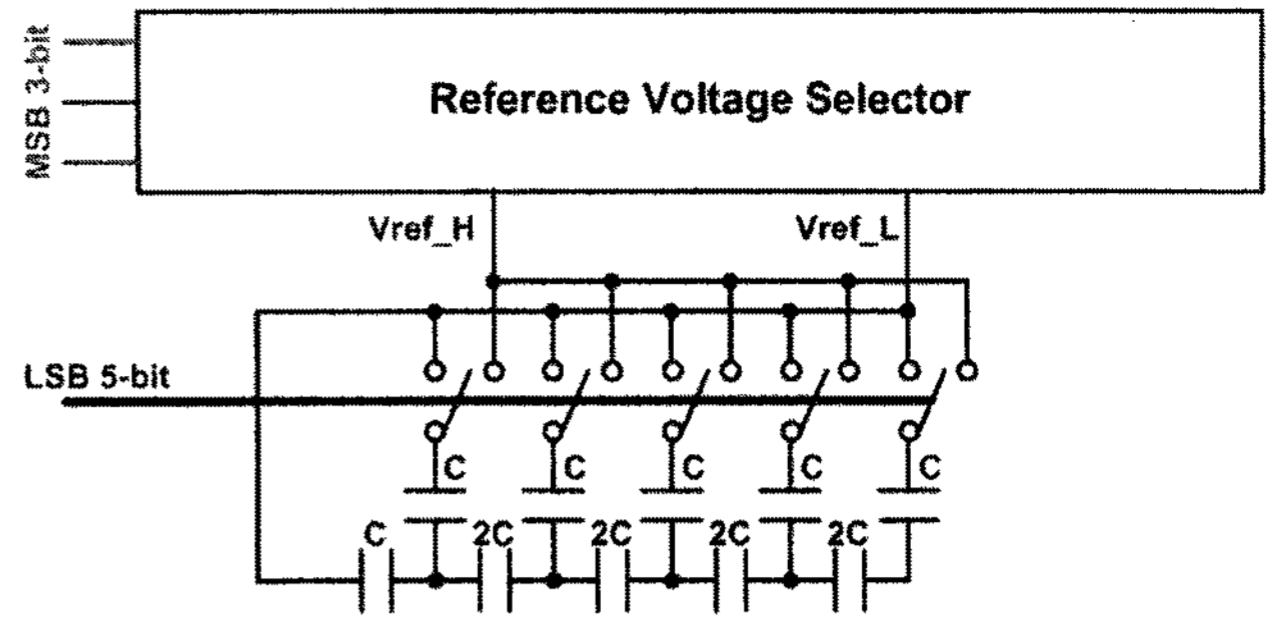 MSB 3-bit
Reference Voltage Selector
Vref_H
Vref_L
LSB 5-bit
C
C
C
C
C
C
2C
2C
2C
2C